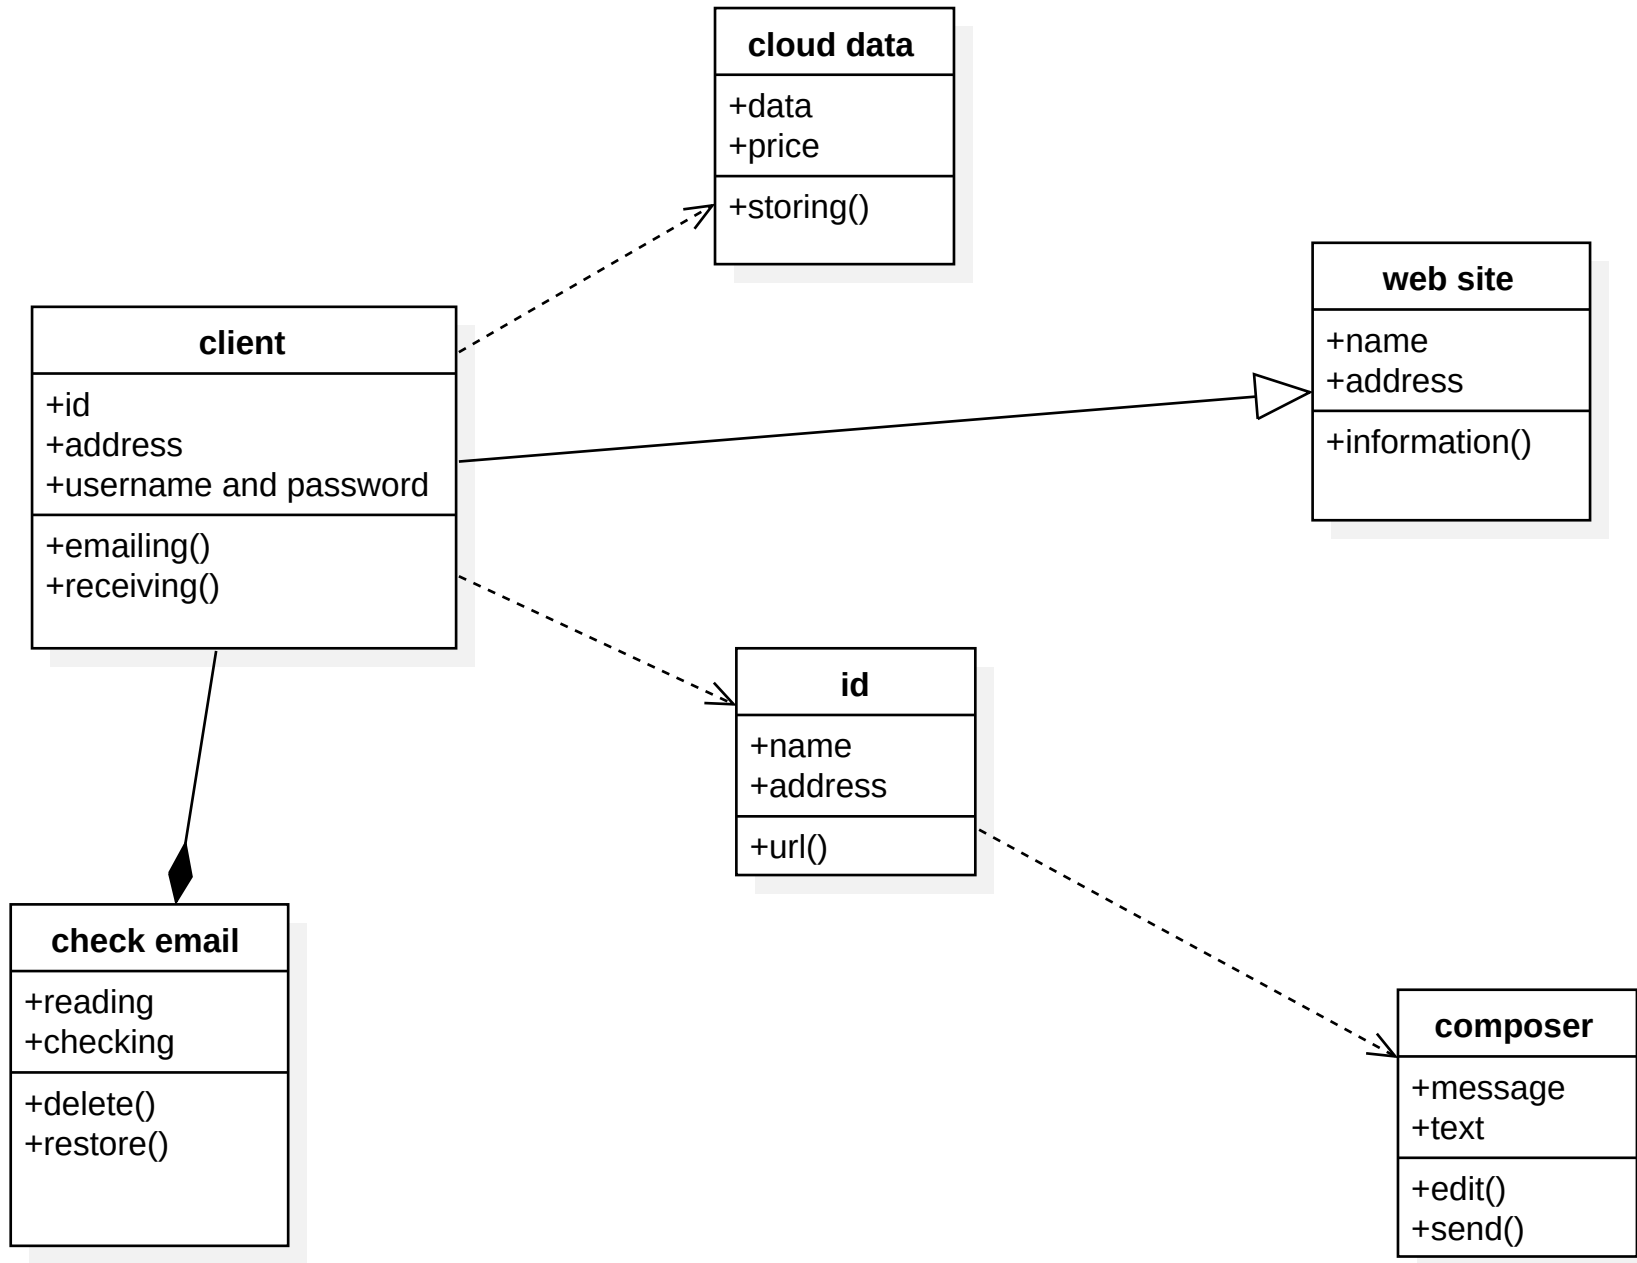 cloud data
+data
+price
+storing()
web site
+name
+address
+information()
client
+id
+address
+username and password
+emailing()
+receiving()
id
+name
+address
+url()
check email
+reading
+checking
+delete()
+restore()
composer
+message
+text
+edit()
+send()